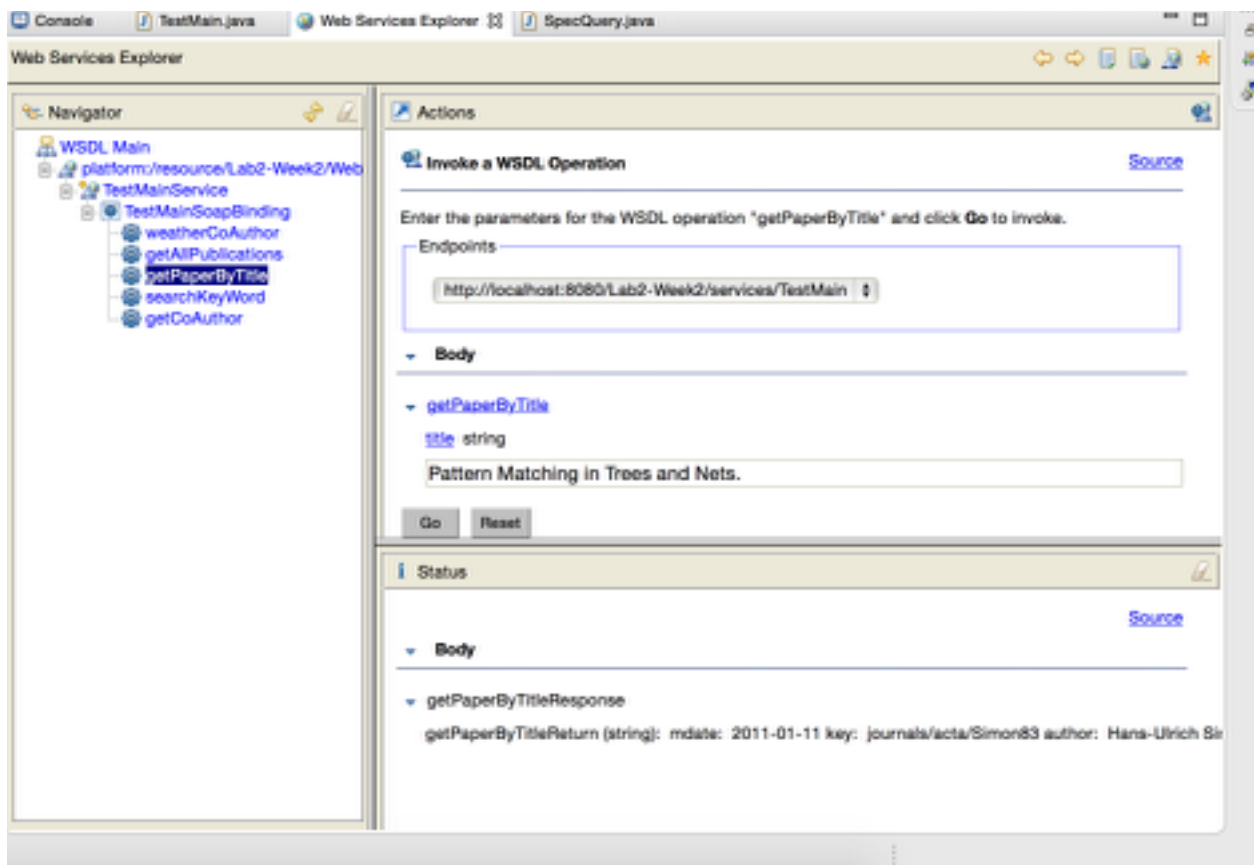 Console TestMain.java Web Services Explorer SpecQuery.java
Web Services Explorer
Navigator
WSDL Main
platform:/resource/Lab2-Week2/Web
TestMainService
TestMainSoapBinding
weatherCoAuthor
getAllPublications
getPaperByTitle
searchKeyWord
getCoAuthor
Actions
Invoke a WSDL Operation Source
Enter the parameters for the WSDL operation "getPaperByTitle" and click Go to invoke.
Endpoints
http://localhost:8080/Lab2-Week2/services/TestMain
Body
getPaperByTitle
title string
Pattern Matching in Trees and Nets.
Go Reset
Status
Source
Body
getPaperByTitleResponse
getPaperByTitleReturn (string): mdate: 2011-01-11 key: journals/acta/Simon83 author: Hans-Ulrich Sir